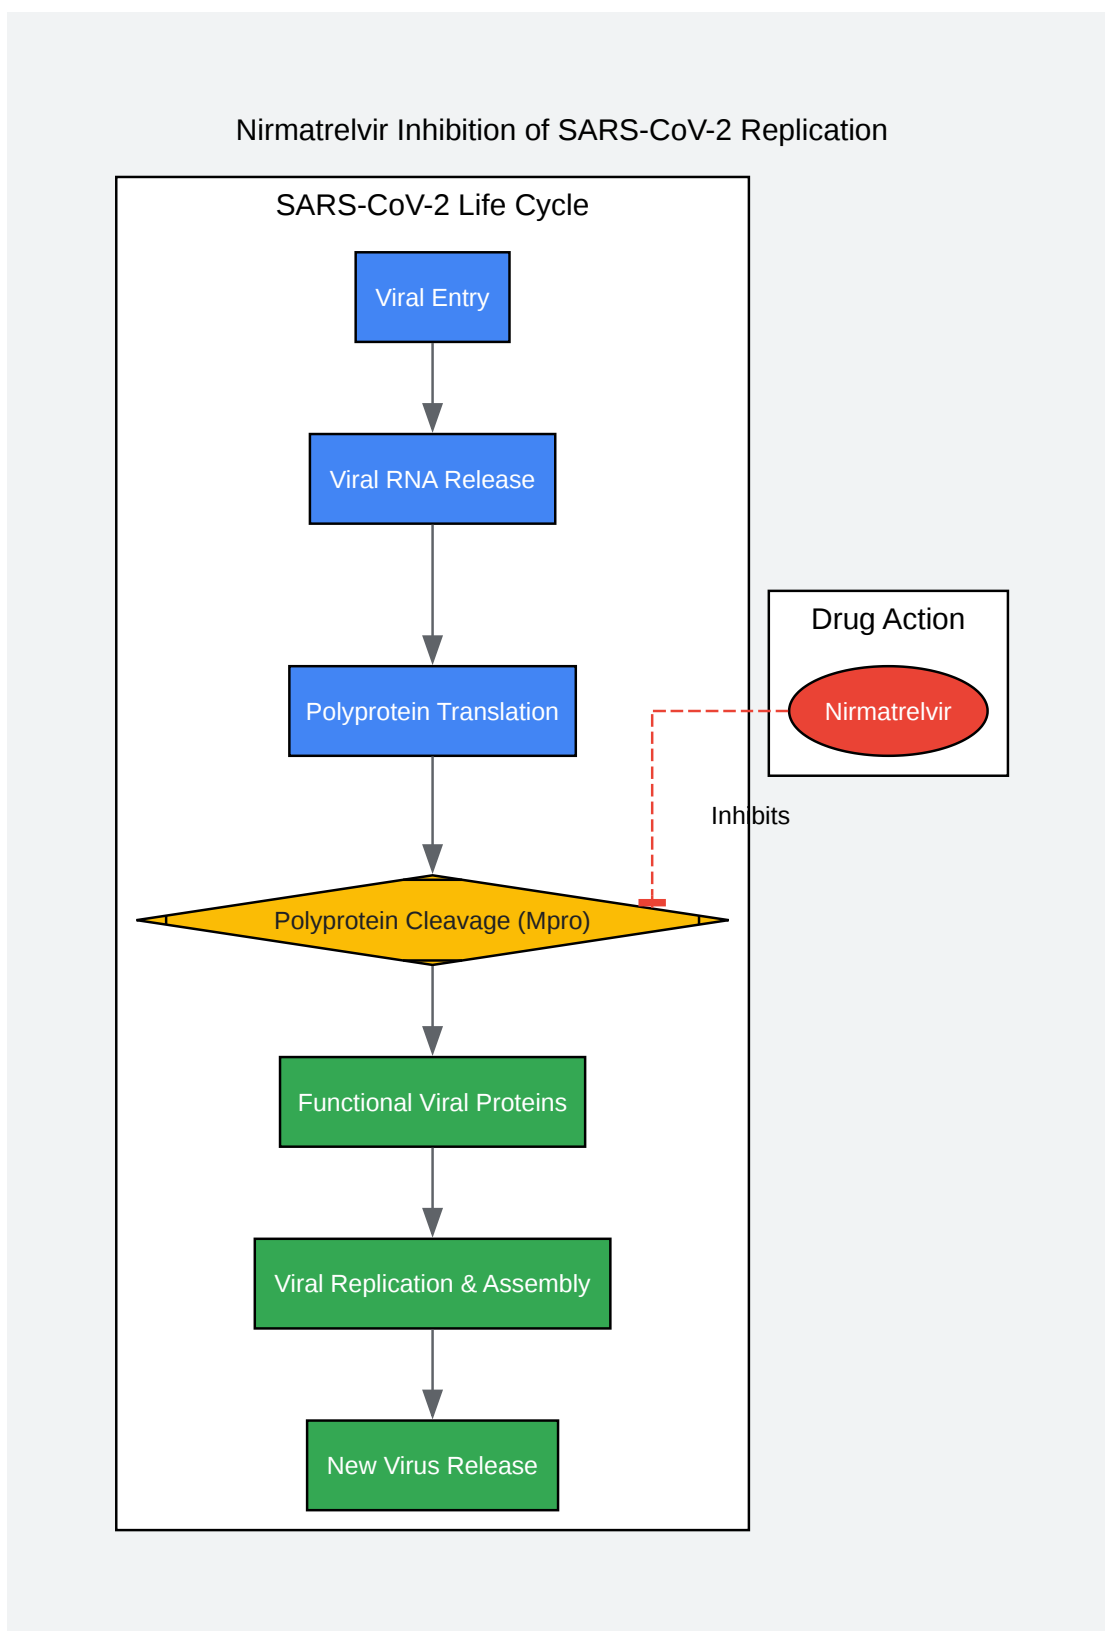 Nirmatrelvir Inhibition of SARS-CoV-2 Replication
SARS-CoV-2 Life Cycle
Viral Entry
Viral RNA Release
Drug Action
Polyprotein Translation
Nirmatrelvir
Inhibits
Polyprotein Cleavage (Mpro)
Functional Viral Proteins
Viral Replication & Assembly
New Virus Release